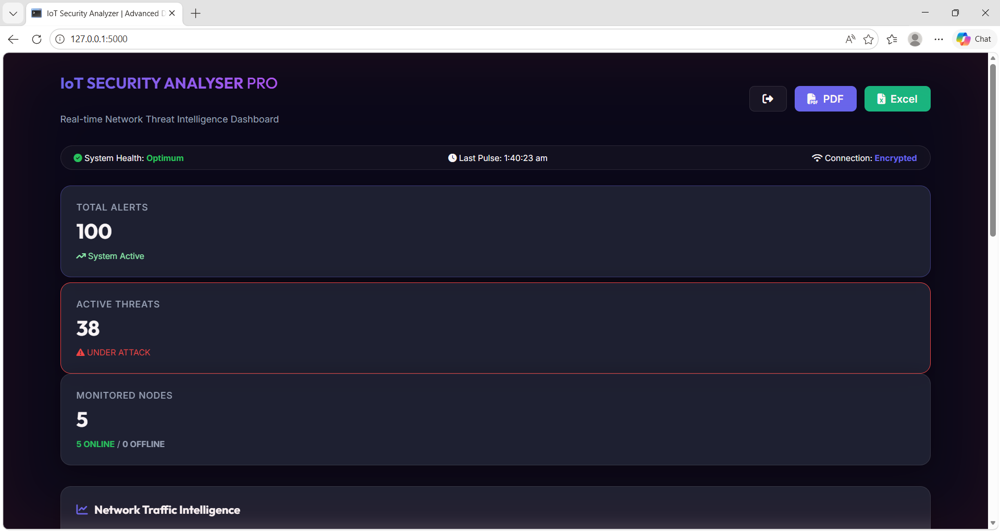 IoT Security Analyzer | Advanced D
127.0.0.1:5000
Chat
IoT SECURITY ANALYSER PRO
Real-time Network Threat Intelligence Dashboard
PDF
Excel
System Health: Optimum
Last Pulse: 1:40:23 am
Connection: Encrypted
TOTAL ALERTS
100
System Active
ACTIVE THREATS
38
UNDER ATTACK
MONITORED NODES
5
5 ONLINE / 0 OFFLINE
Network Traffic Intelligence